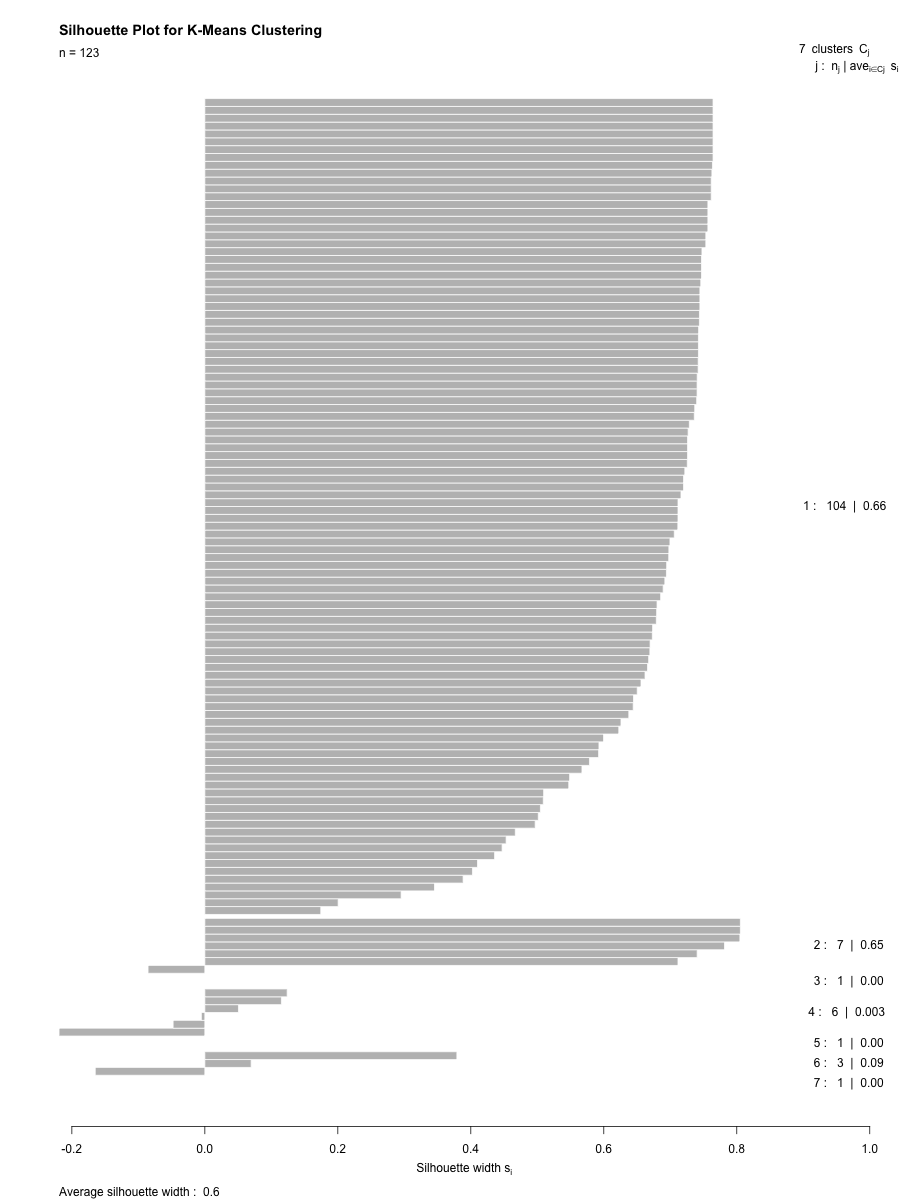 Silhouette Plot for K-Means Clustering
n = 123
7 clusters Cj
j : nj | avei∈Cj si
1 : 104 | 0.66
2 : 7 | 0.65
3 : 1 | 0.00
4 : 6 | 0.003
5 : 1 | 0.00
6 : 3 | 0.09
7 : 1 | 0.00
-0.2 0.0 0.2 0.4 0.6 0.8 1.0
Silhouette width si
Average silhouette width : 0.6